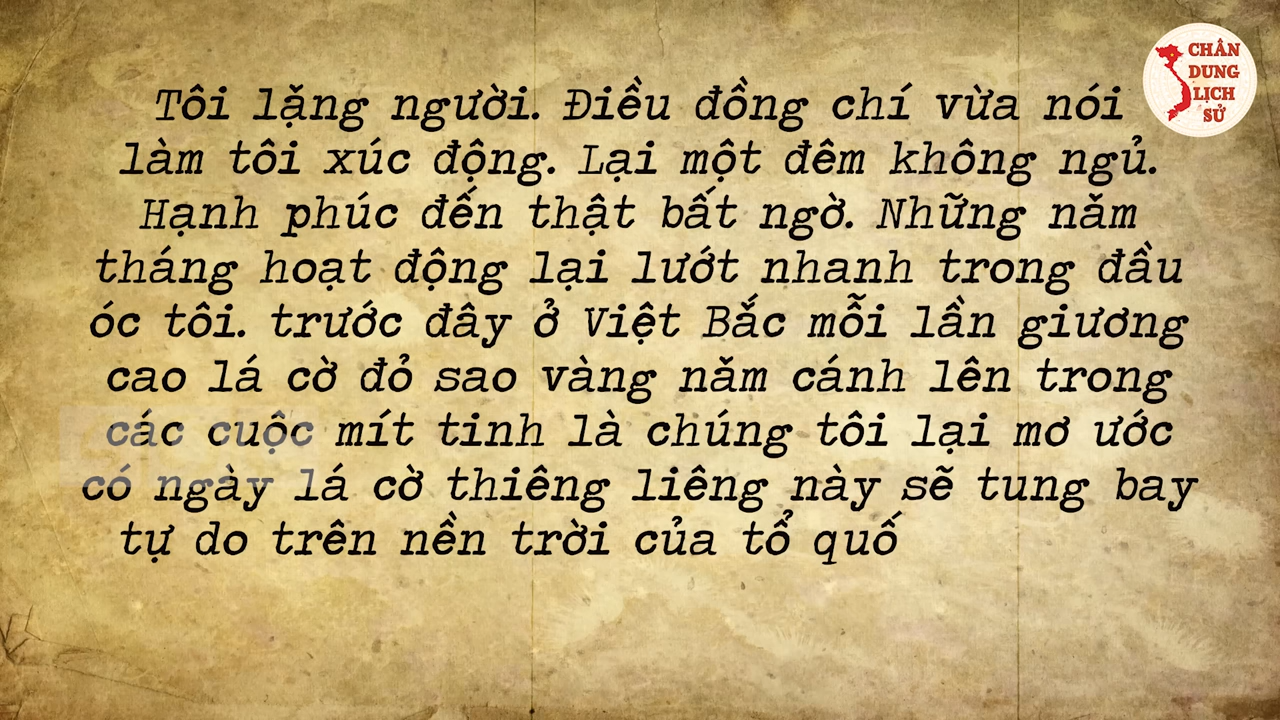 CHÂN
DUNG
LỊCH
SỬ
Tôi lặng người. Điều đồng chí vừa nói
làm tôi xúc động. Lại một đêm không ngủ.
Hạnh phúc đến thật bất ngờ. Những năm
tháng hoạt động lại lướt nhanh trong đầu
óc tôi. trước đây ở Việt Bắc mỗi lần giương
cao lá cờ đỏ sao vàng năm cánh lên trong
các cuộc mít tinh là chúng tôi lại mơ ước
có ngày lá cờ thiêng liêng này sẽ tung bay
tự do trên nền trời của tổ quố